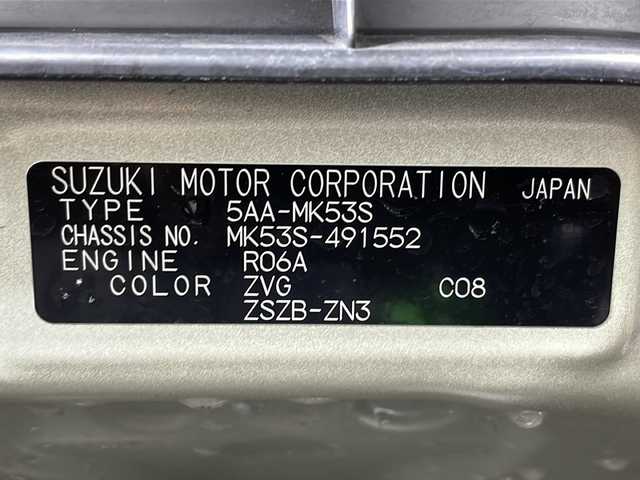 SUZUKI MOTOR CORPORATION JAPAN
TYPE 5AA-MK53S
CHASSIS NO. MK53S-491552
ENGINE R06A
COLOR ZVG C08
ZSZB-ZN3